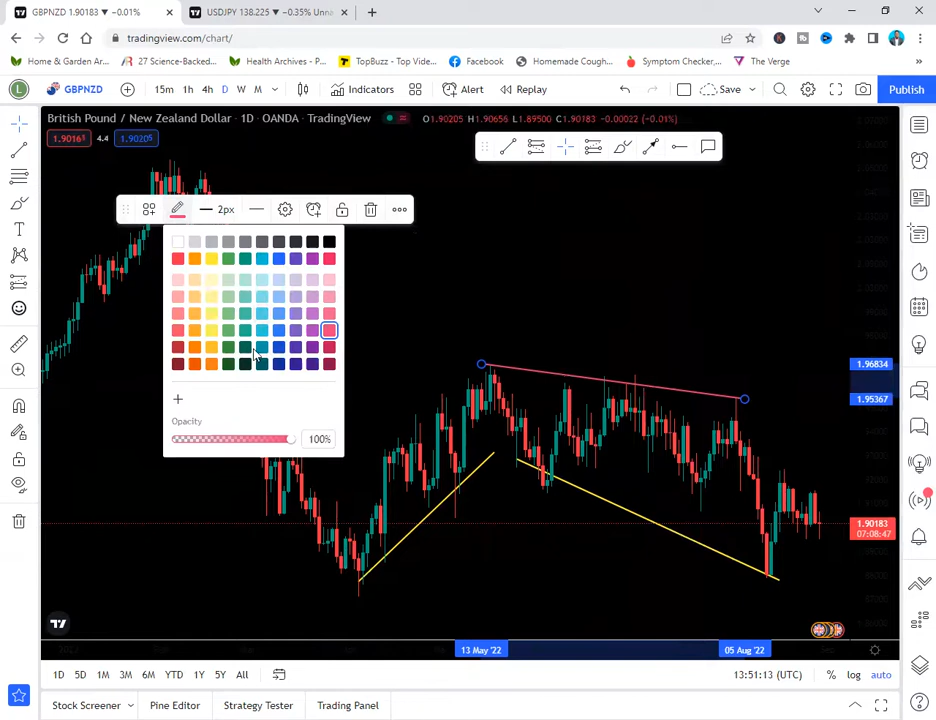 GBPNZD 1.90183 ▼ −0.01%
USDJPY 138.225 ▼ −0.35% Unna
tradingview.com/chart/
Home & Garden Ar...
27 Science-Backed...
Health Archives - P...
TopBuzz - Top Vide...
Facebook
Homemade Cough...
Symptom Checker,...
The Verge
»
L
GBPNZD
15m 1h 4h D W M
Indicators
Alert
Replay
Save
Publish
British Pound / New Zealand Dollar · 1D · OANDA · TradingView
O1.90205 H1.90656 L1.89500 C1.90183 −0.00022 (−0.01%)
1.90165
4.4
1.90205
2px
Opacity
100%
1.96834
1.95367
1.90183
07:08:47
13 May '22
05 Aug '22
Sep
1D 5D 1M 3M 6M YTD 1Y 5Y All
13:51:13 (UTC)
%
log
auto
Stock Screener
Pine Editor
Strategy Tester
Trading Panel